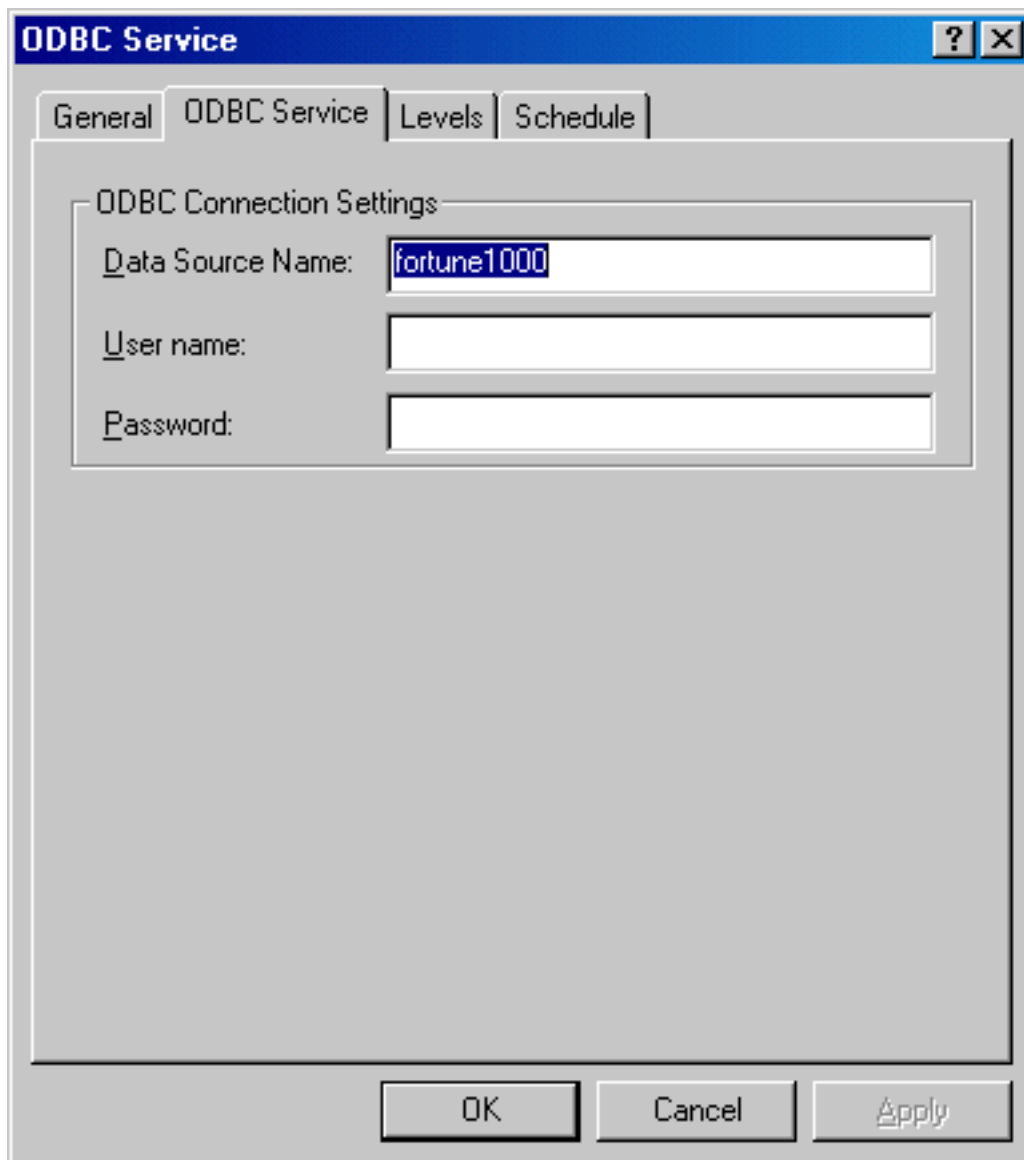 ODBC Service
General ODBC Service Levels Schedule
ODBC Connection Settings
Data Source Name: fortune1000
User name:
Password:
OK Cancel Apply